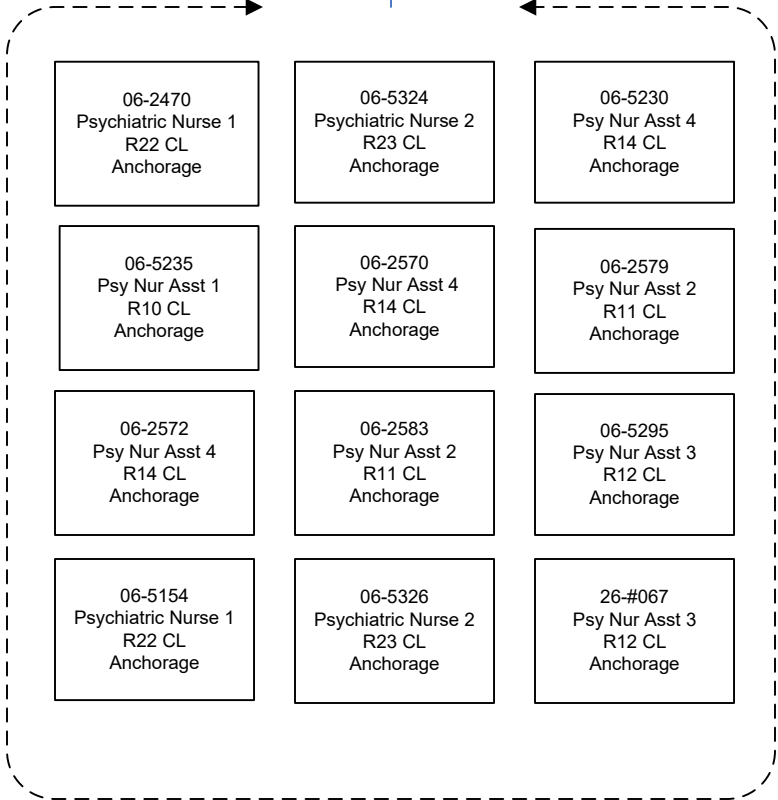 06-2470
Psychiatric Nurse 1
R22 CL
Anchorage
06-5324
Psychiatric Nurse 2
R23 CL
Anchorage
06-5230
Psy Nur Asst 4
R14 CL
Anchorage
06-5235
Psy Nur Asst 1
R10 CL
Anchorage
06-2570
Psy Nur Asst 4
R14 CL
Anchorage
06-2579
Psy Nur Asst 2
R11 CL
Anchorage
06-2572
Psy Nur Asst 4
R14 CL
Anchorage
06-2583
Psy Nur Asst 2
R11 CL
Anchorage
06-5295
Psy Nur Asst 3
R12 CL
Anchorage
06-5154
Psychiatric Nurse 1
R22 CL
Anchorage
06-5326
Psychiatric Nurse 2
R23 CL
Anchorage
26-#067
Psy Nur Asst 3
R12 CL
Anchorage